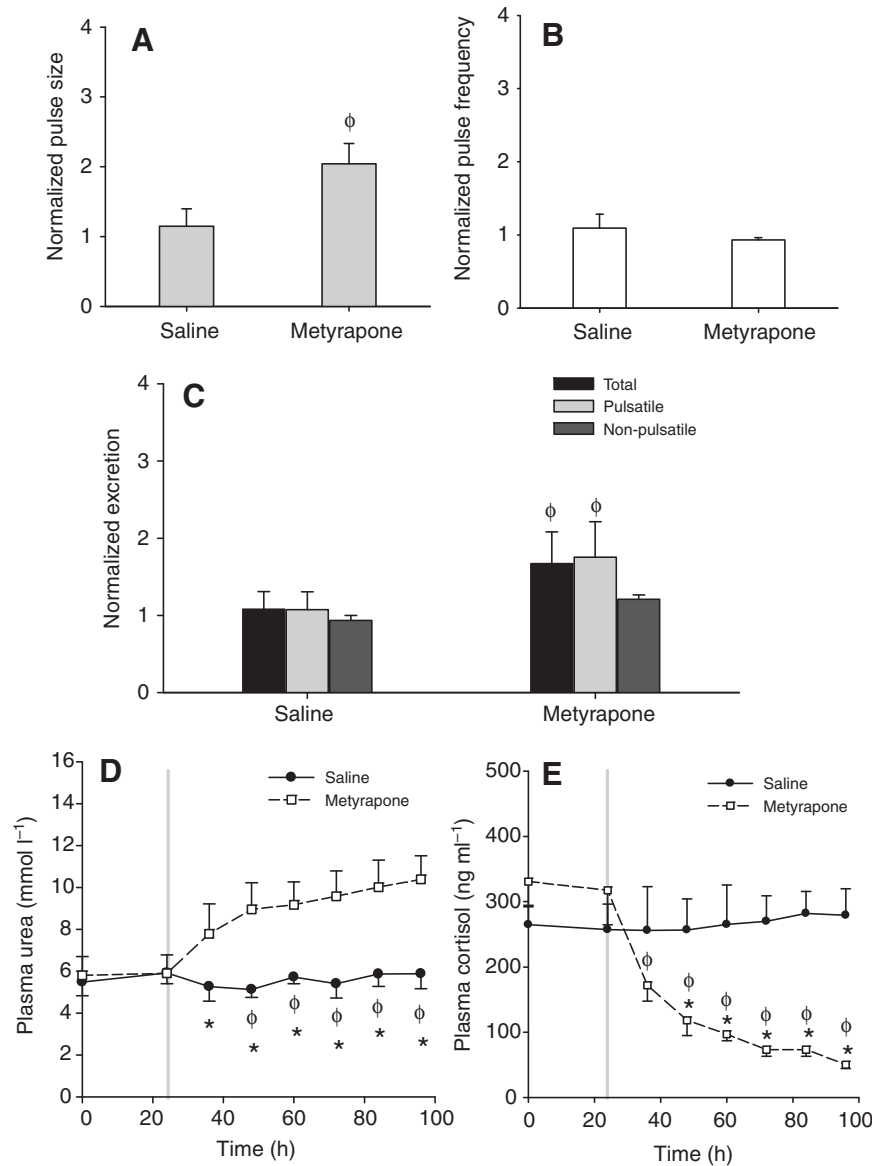 A
Normalized pulse size
4
3
2
1
0
ϕ
Saline
Metyrapone
B
Normalized pulse frequency
4
3
2
1
0
Saline
Metyrapone
C
Normalized excretion
4
3
2
1
0
Total
Pulsatile
Non-pulsatile
ϕ ϕ
Saline
Metyrapone
D
Plasma urea (mmol l⁻¹)
16
14
12
10
8
6
4
2
0
Saline
Metyrapone
ϕ ϕ ϕ ϕ ϕ
* * * * * *
0 20 40 60 80 100
Time (h)
E
Plasma cortisol (ng ml⁻¹)
500
400
300
200
100
0
Saline
Metyrapone
ϕ ϕ ϕ ϕ ϕ ϕ
* * * * *
0 20 40 60 80 100
Time (h)